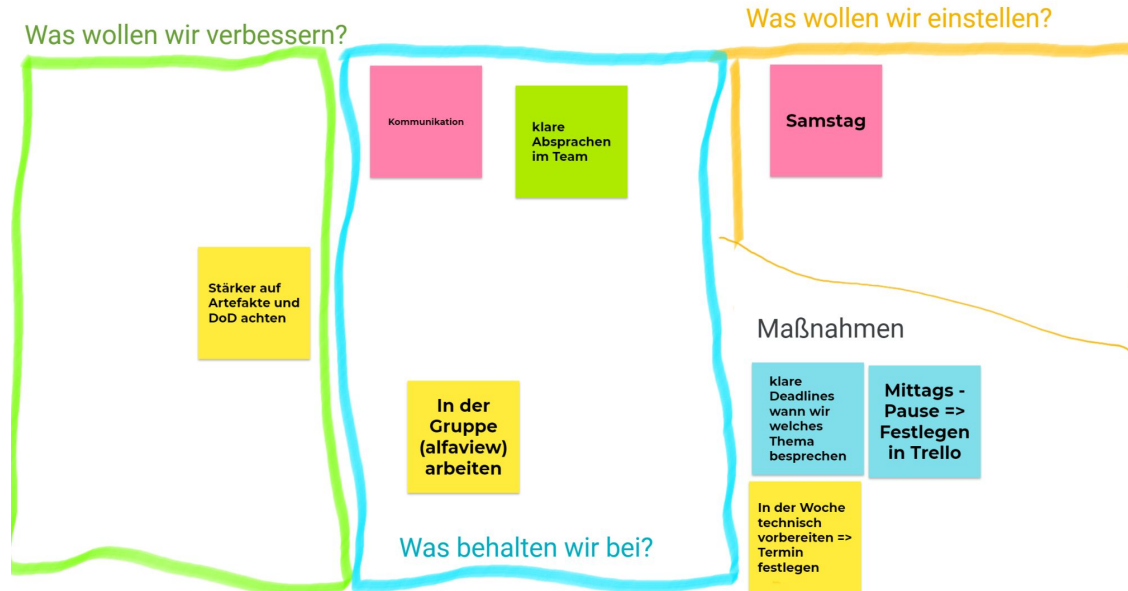 Was wollen wir verbessern?
Stärker auf
Artefakte und
DoD achten
Kommunikation
klare
Absprachen
im Team
In der
Gruppe
(alfaview)
arbeiten
Was behalten wir bei?
Was wollen wir einstellen?
Samstag
Maßnahmen
klare
Deadlines
wann wir
welches
Thema
besprechen
Mittags -
Pause =>
Festlegen
in Trello
In der Woche
technisch
vorbereiten =>
Termin
festlegen